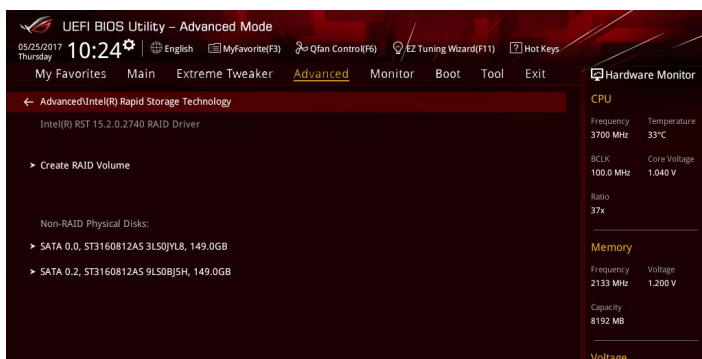 UEFI BIOS Utility – Advanced Mode
05/25/2017 Thursday 10:24 English MyFavorite(F3) Qfan Control(F6) EZ Tuning Wizard(F11) ? Hot Keys
My Favorites Main Extreme Tweaker Advanced Monitor Boot Tool Exit
Hardware Monitor
← Advanced\Intel(R) Rapid Storage Technology
Intel(R) RST 15.2.0.2740 RAID Driver
> Create RAID Volume
Non-RAID Physical Disks:
> SATA 0.0, ST3160812AS 3LS0JYL8, 149.0GB
> SATA 0.2, ST3160812AS 9LS0BJ5H, 149.0GB
CPU
Frequency Temperature
3700 MHz 33°C
BCLK Core Voltage
100.0 MHz 1.040 V
Ratio
37x
Memory
Frequency Voltage
2133 MHz 1.200 V
Capacity
8192 MB
Voltage